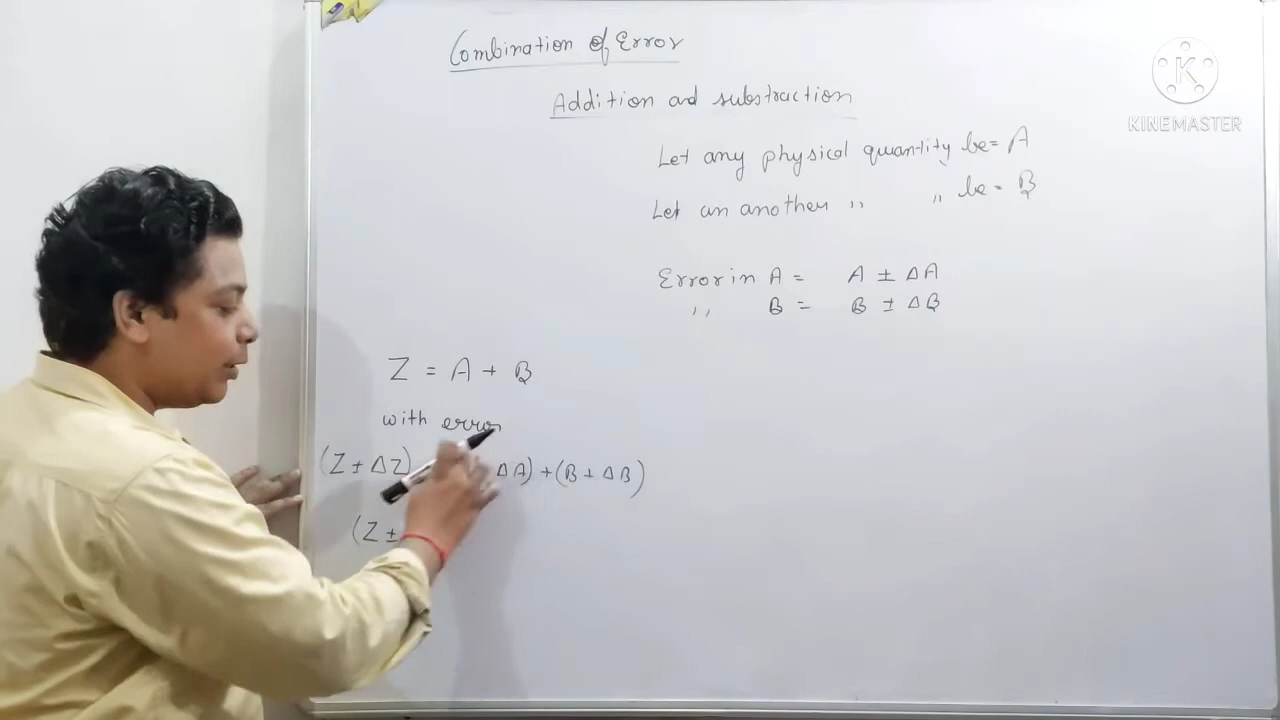 Combination of Error
Addition and substraction
K
KINEMASTER
Let any physical quantity be = A
Let an another ,, ,, be = B
Error in A = A ± ΔA
,, B = B ± ΔB
Z = A + B
with error
(Z ± ΔZ) ΔA) + (B ± ΔB)
(Z ±